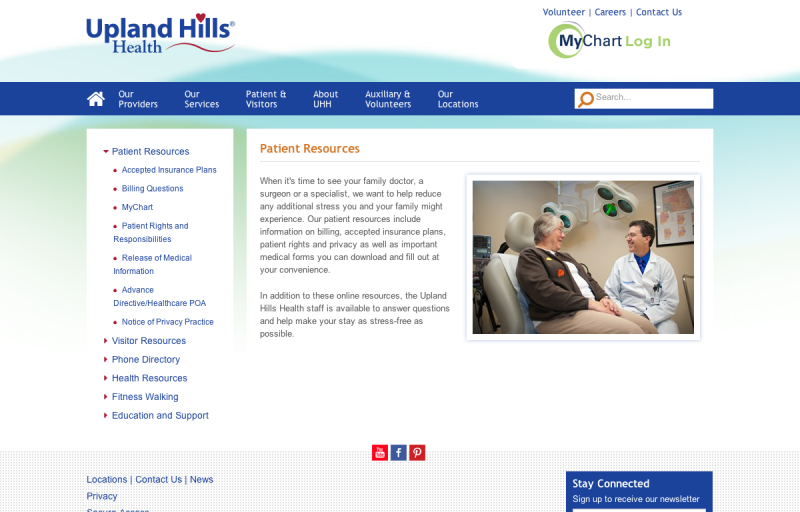 Volunteer | Careers | Contact Us
Upland Hills®
Health
MyChart Log In
Our
Providers
Our
Services
Patient &
Visitors
About
UHH
Auxiliary &
Volunteers
Our
Locations
Search...
Patient Resources
Accepted Insurance Plans
Billing Questions
MyChart
Patient Rights and
Responsibilities
Release of Medical
Information
Advance
Directive/Healthcare POA
Notice of Privacy Practice
Visitor Resources
Phone Directory
Health Resources
Fitness Walking
Education and Support
Patient Resources
When it's time to see your family doctor, a
surgeon or a specialist, we want to help reduce
any additional stress you and your family might
experience. Our patient resources include
information on billing, accepted insurance plans,
patient rights and privacy as well as important
medical forms you can download and fill out at
your convenience.
In addition to these online resources, the Upland
Hills Health staff is available to answer questions
and help make your stay as stress-free as
possible.
You
Tube
f
Locations | Contact Us | News
Privacy
Secure Access
Stay Connected
Sign up to receive our newsletter